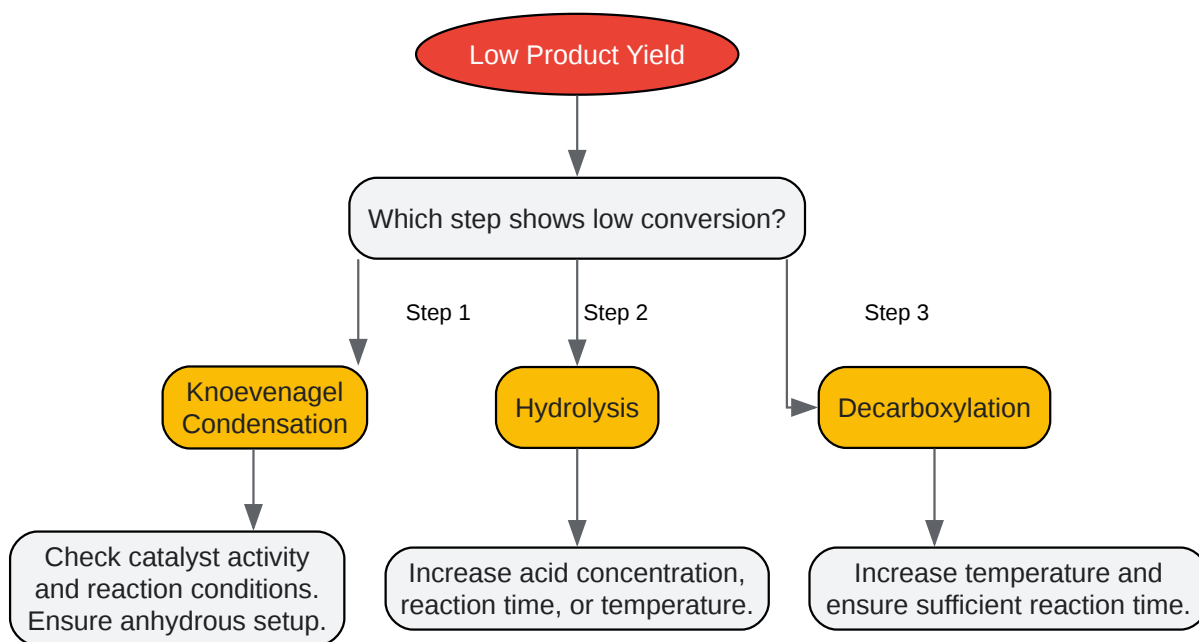 Low Product Yield
Which step shows low conversion?
Step 1
Step 2
Step 3
Knoevenagel
Condensation
Hydrolysis
Decarboxylation
Check catalyst activity
and reaction conditions.
Ensure anhydrous setup.
Increase acid concentration,
reaction time, or temperature.
Increase temperature and
ensure sufficient reaction time.